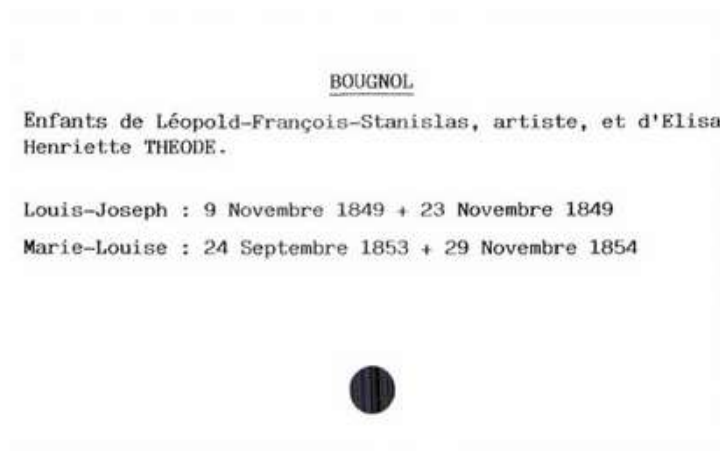 BOUGNOL
Enfants de Léopold-François-Stanislas, artiste, et d'Elisa
Henriette THEODE.
Louis-Joseph : 9 Novembre 1849 + 23 Novembre 1849
Marie-Louise : 24 Septembre 1853 + 29 Novembre 1854